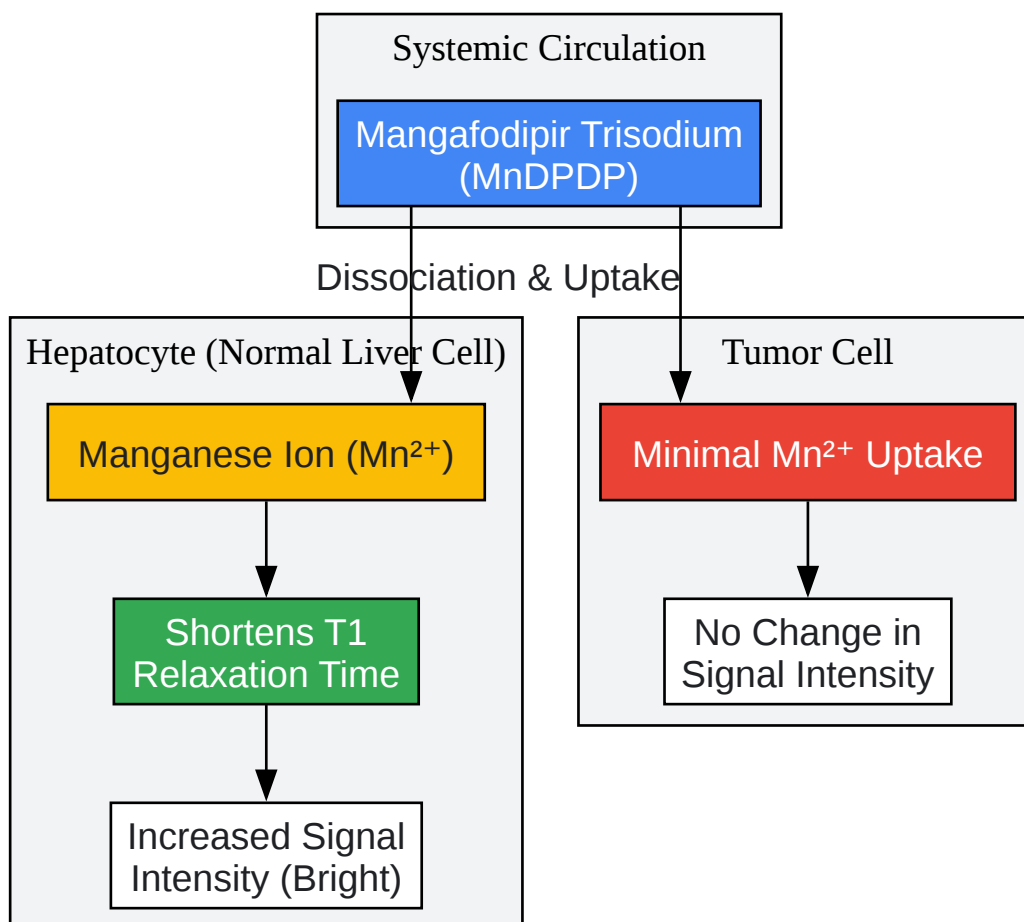 Systemic Circulation
Mangafodipir Trisodium
(MnDPDP)
Dissociation & Uptake
Hepatocyte (Normal Liver Cell)
Manganese Ion (Mn²⁺)
Shortens T1
Relaxation Time
Increased Signal
Intensity (Bright)
Tumor Cell
Minimal Mn²⁺ Uptake
No Change in
Signal Intensity